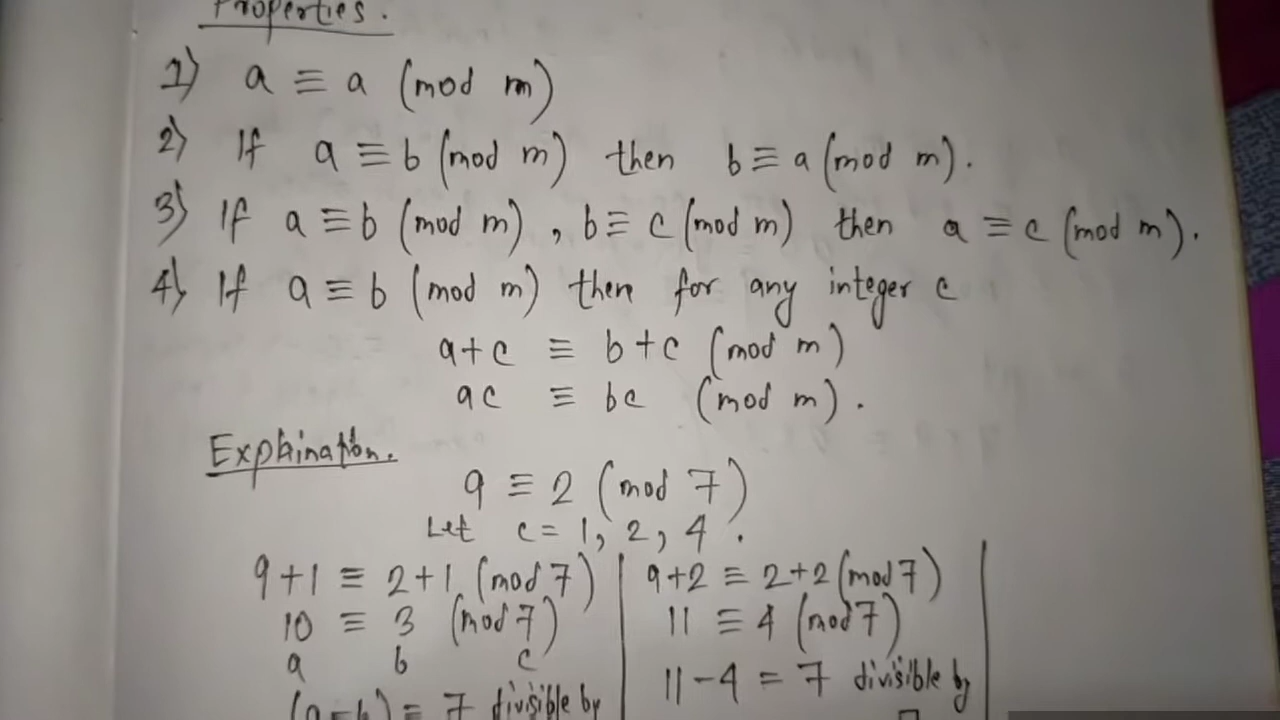 Properties.
1) a ≡ a (mod m)
2) If a ≡ b (mod m) then b ≡ a (mod m).
3) If a ≡ b (mod m), b ≡ c (mod m) then a ≡ c (mod m).
4) If a ≡ b (mod m) then for any integer c
a+c ≡ b+c (mod m)
ac ≡ bc (mod m).
Explaination.
9 ≡ 2 (mod 7)
Let c = 1, 2, 4.
9+1 ≡ 2+1 (mod 7)
10 ≡ 3 (mod 7)
a b c
(a-b) = 7 divisible by
9+2 ≡ 2+2 (mod 7)
11 ≡ 4 (mod 7)
11-4 = 7 divisible by